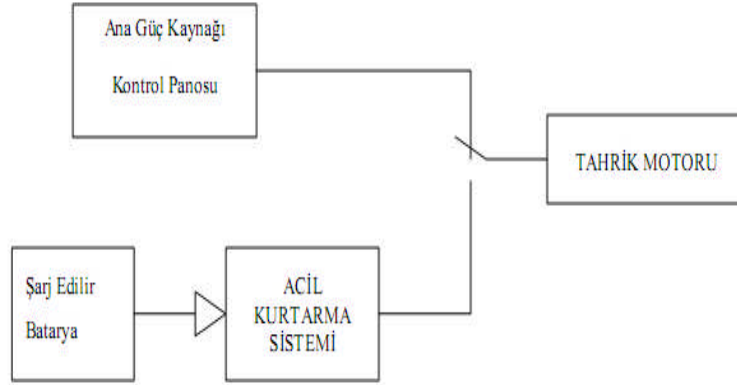 Ana Güç Kaynağı
Kontrol Panosu
TAHRİK MOTORU
Şarj Edilir
Batarya
ACİL
KURTARMA
SİSTEMİ